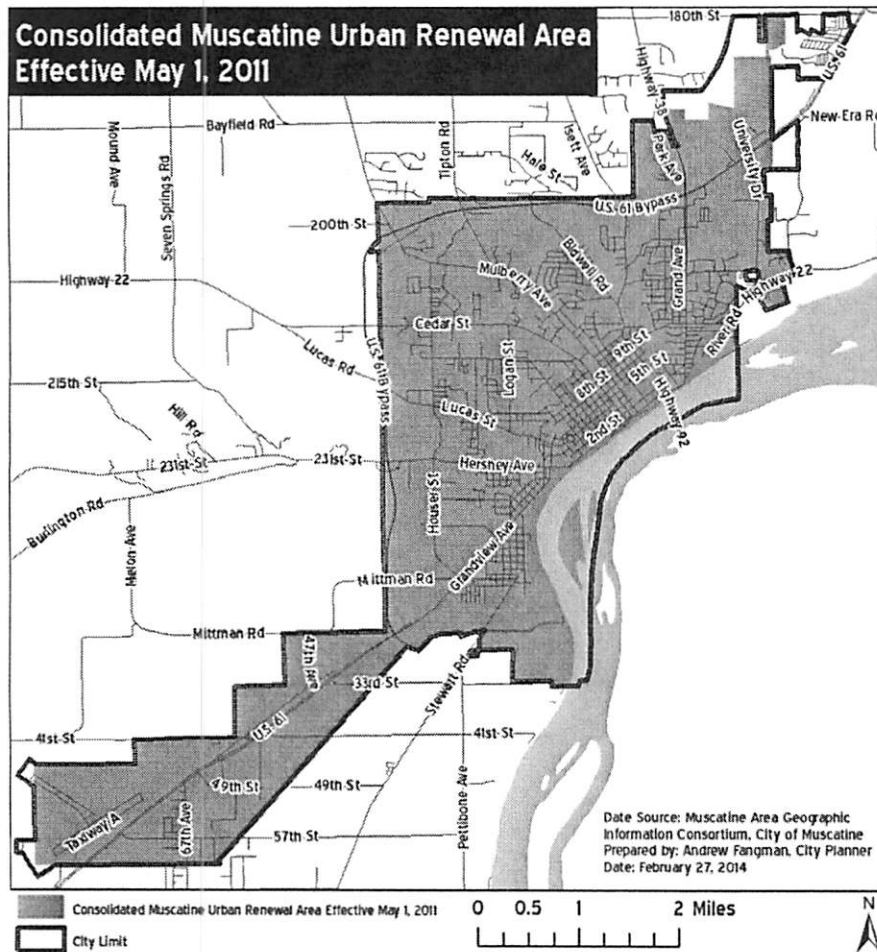 Consolidated Muscatine Urban Renewal Area
Effective May 1, 2011
180th St
U.S. 61
Highway 38
New Era Rd
Bayfield Rd
Mound Ave
Seven Springs Rd
Tipton Rd
Isett Ave
Hale St
Park Ave
University Dr
U.S. 61 Bypass
200th St
Bidwell Rd
Mulberry Ave
Grand Ave
Highway 22
Highway 22
River Rd
Cedar St
U.S. 61 Bypass
Lucas Rd
Logan St
9th St
8th St
5th St
Highway 92
215th St
Hill Rd
Lucas St
2nd St
231st St
231st St
Hershey Ave
Burlington Rd
Houser St
Melon Ave
Grandview Ave
Mittman Rd
Mittman Rd
47th Ave
33rd St
Stewart Rd
U.S. 61
41st St
41st St
49th St
49th St
67th Ave
Taxiway A
57th St
Pettibone Ave
Date Source: Muscatine Area Geographic
Information Consortium, City of Muscatine
Prepared by: Andrew Fangman, City Planner
Date: February 27, 2014
Consolidated Muscatine Urban Renewal Area Effective May 1, 2011
City Limit
0 0.5 1 2 Miles
N